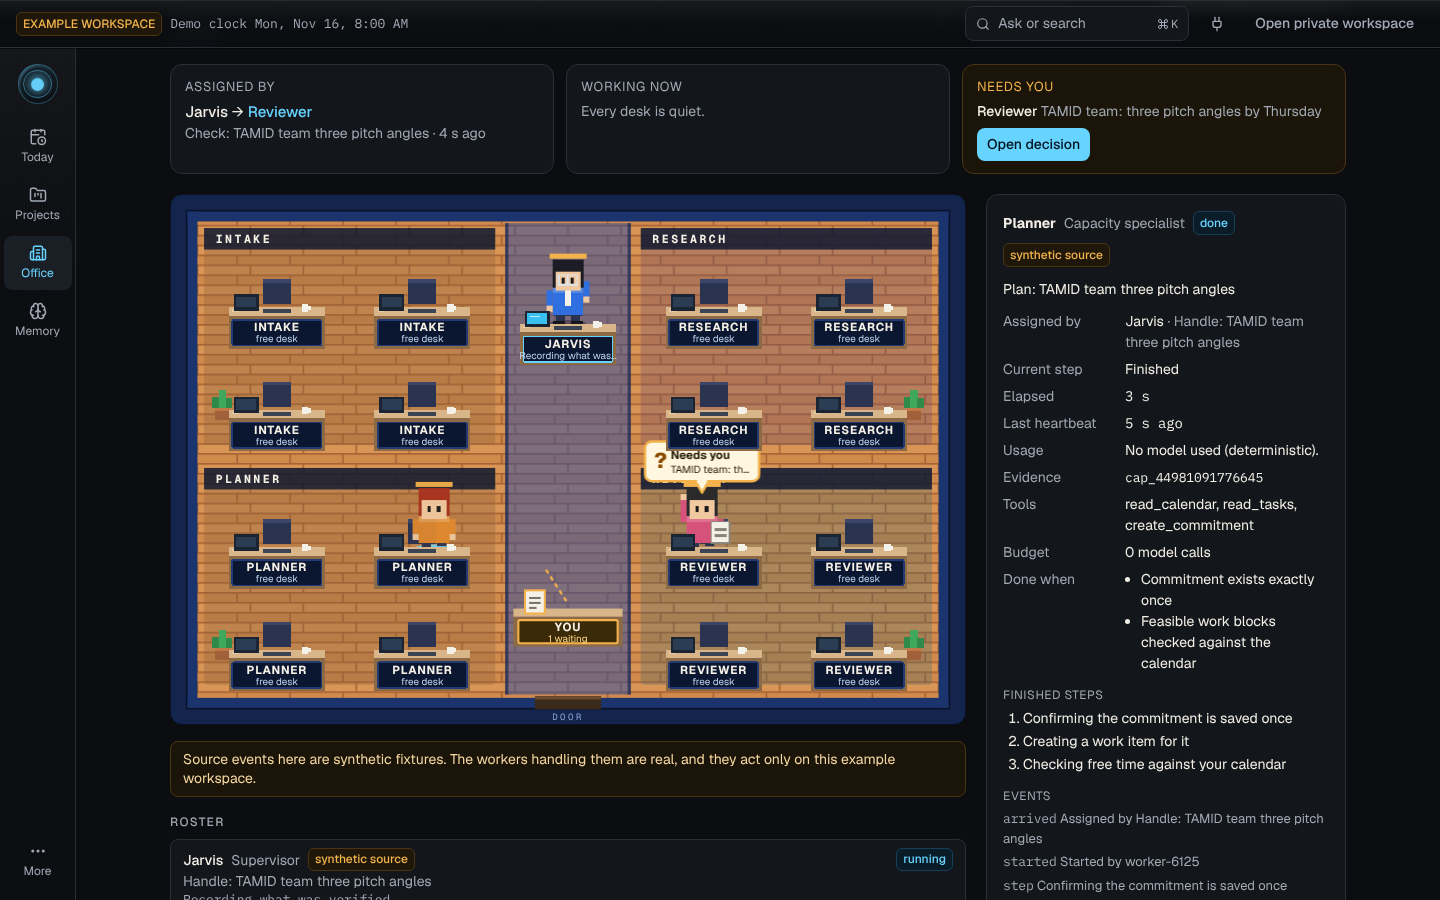 EXAMPLE WORKSPACE Demo clock Mon, Nov 16, 8:00 AM
Ask or search ⌘K
Open private workspace
Today
Projects
Office
Memory
More
ASSIGNED BY
Jarvis → Reviewer
Check: TAMID team three pitch angles · 4 s ago
WORKING NOW
Every desk is quiet.
NEEDS YOU
Reviewer TAMID team: three pitch angles by Thursday
Open decision
INTAKE
INTAKE
free desk
INTAKE
free desk
INTAKE
free desk
INTAKE
free desk
JARVIS
Recording what was…
RESEARCH
RESEARCH
free desk
RESEARCH
free desk
RESEARCH
free desk
RESEARCH
free desk
PLANNER
PLANNER
free desk
PLANNER
free desk
PLANNER
free desk
PLANNER
free desk
? Needs you
TAMID team: th…
REVIEWER
free desk
REVIEWER
free desk
REVIEWER
free desk
REVIEWER
free desk
YOU
1 waiting
DOOR
Source events here are synthetic fixtures. The workers handling them are real, and they act only on this example
workspace.
ROSTER
Jarvis Supervisor synthetic source running
Handle: TAMID team three pitch angles
Recording what was verified
Planner Capacity specialist done
synthetic source
Plan: TAMID team three pitch angles
Assigned by Jarvis · Handle: TAMID team
three pitch angles
Current step Finished
Elapsed 3 s
Last heartbeat 5 s ago
Usage No model used (deterministic).
Evidence cap_44981091776645
Tools read_calendar, read_tasks,
create_commitment
Budget 0 model calls
Done when • Commitment exists exactly
once
• Feasible work blocks
checked against the
calendar
FINISHED STEPS
1. Confirming the commitment is saved once
2. Creating a work item for it
3. Checking free time against your calendar
EVENTS
arrived Assigned by Handle: TAMID team three pitch
angles
started Started by worker-6125
step Confirming the commitment is saved once